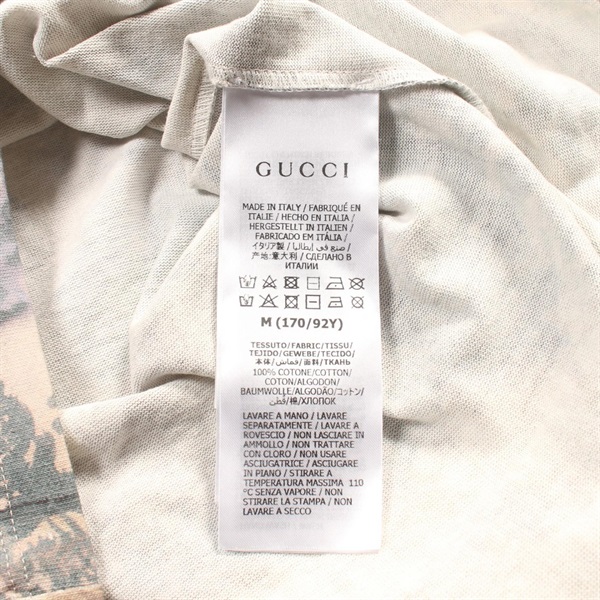 GUCCI
MADE IN ITALY / FABRIQUÉ EN
ITALIE / HECHO EN ITALIA /
HERGESTELLT IN ITALIEN /
FABRICADO EM ITÁLIA /
イタリア製 / صنع في إيطاليا /
产地:意大利 / СДЕЛАНО В
ИТАЛИИ
M (170/92Y)
TESSUTO/FABRIC/TISSU/
TEJIDO/GEWEBE/TECIDO/
本体/قماش/面料/ТКАНЬ
100% COTONE/COTTON/
COTON/ALGODON/
BAUMWOLLE/ALGODÃO/コットン/
قطن/棉/ХЛОПОК
LAVARE A MANO / LAVARE
SEPARATAMENTE / LAVARE A
ROVESCIO / NON LASCIARE IN
AMMOLLO / NON TRATTARE
CON CLORO / NON USARE
ASCIUGATRICE / ASCIUGARE
IN PIANO / STIRARE A
TEMPERATURA MASSIMA 110
°C SENZA VAPORE / NON
STIRARE LA STAMPA / NON
LAVARE A SECCO